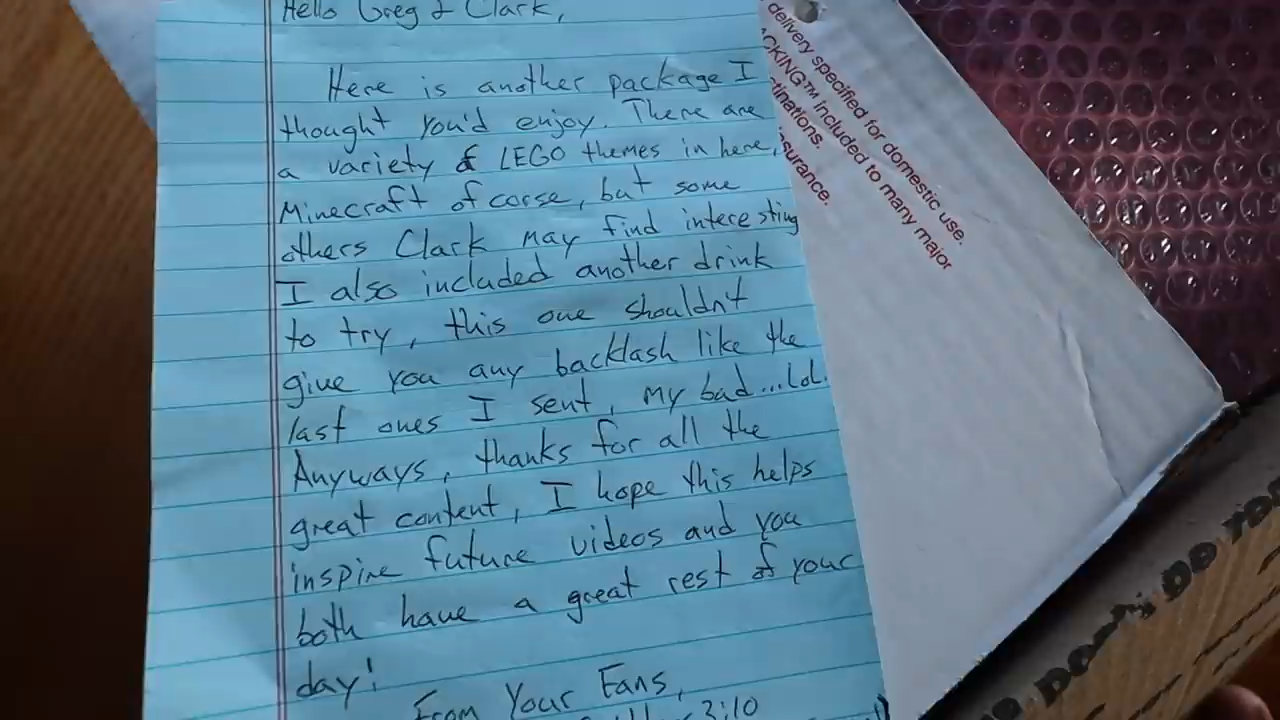 Hello Greg & Clark,
Here is another package I
thought you'd enjoy. There are
a variety of LEGO themes in here,
Minecraft of corse, but some
others Clark may find interesting
I also included another drink
to try, this one shouldn't
give you any backlash like the
last ones I sent, my bad...Lol.
Anyways, thanks for all the
great content, I hope this helps
inspire future videos and you
both have a great rest of your
day!
From Your Fans,
3:10
delivery specified for domestic use.
CKING™ included to many major
tinations.
surance.